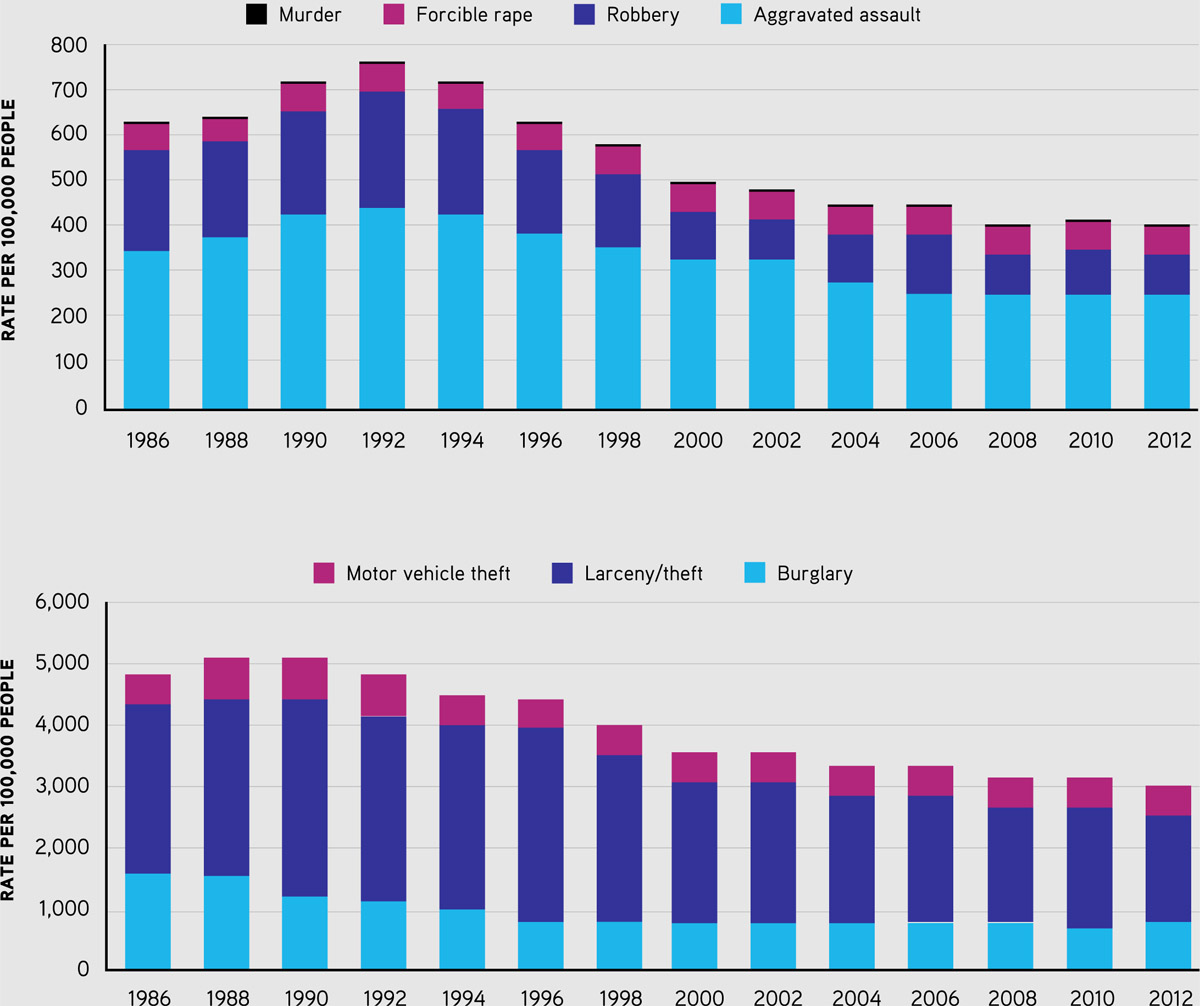 Murder Forcible rape Robbery Aggravated assault
RATE PER 100,000 PEOPLE
800
700
600
500
400
300
200
100
0
1986 1988 1990 1992 1994 1996 1998 2000 2002 2004 2006 2008 2010 2012
Motor vehicle theft Larceny/theft Burglary
RATE PER 100,000 PEOPLE
6,000
5,000
4,000
3,000
2,000
1,000
0
1986 1988 1990 1992 1994 1996 1998 2000 2002 2004 2006 2008 2010 2012